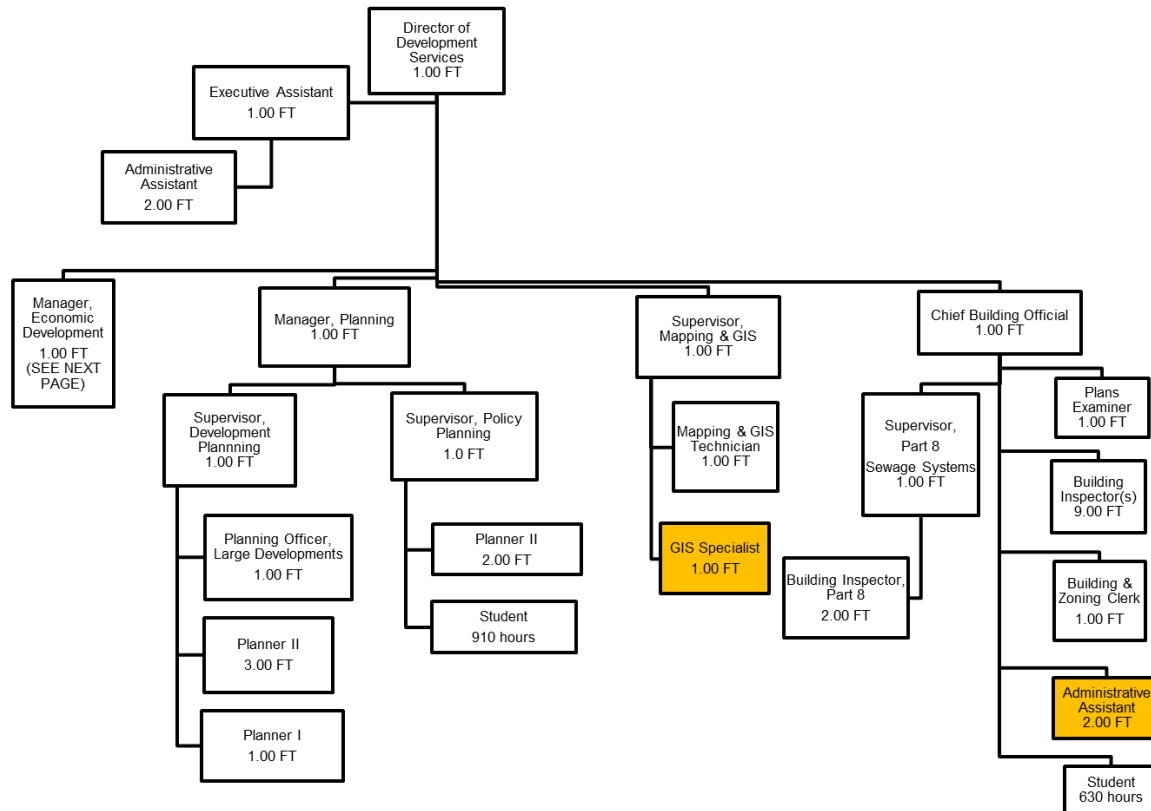 Director of
Development
Services
1.00 FT
Executive Assistant
1.00 FT
Administrative
Assistant
2.00 FT
Manager,
Economic
Development
1.00 FT
(SEE NEXT
PAGE)
Manager, Planning
1.00 FT
Supervisor,
Mapping & GIS
1.00 FT
Chief Building Official
1.00 FT
Supervisor,
Development
Plannning
1.00 FT
Supervisor, Policy
Planning
1.0 FT
Mapping & GIS
Technician
1.00 FT
Supervisor,
Part 8
Sewage Systems
1.00 FT
Plans
Examiner
1.00 FT
Building
Inspector(s)
9.00 FT
Planning Officer,
Large Developments
1.00 FT
Planner II
2.00 FT
GIS Specialist
1.00 FT
Building Inspector,
Part 8
2.00 FT
Building &
Zoning Clerk
1.00 FT
Planner II
3.00 FT
Student
910 hours
Administrative
Assistant
2.00 FT
Planner I
1.00 FT
Student
630 hours